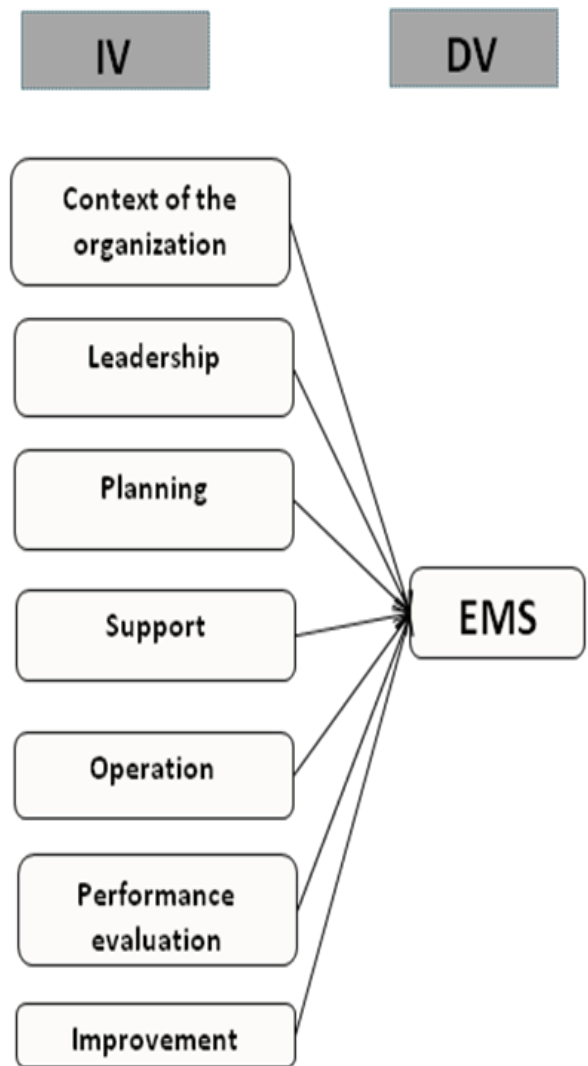 IV
DV
Context of the
organization
Leadership
Planning
Support
EMS
Operation
Performance
evaluation
Improvement